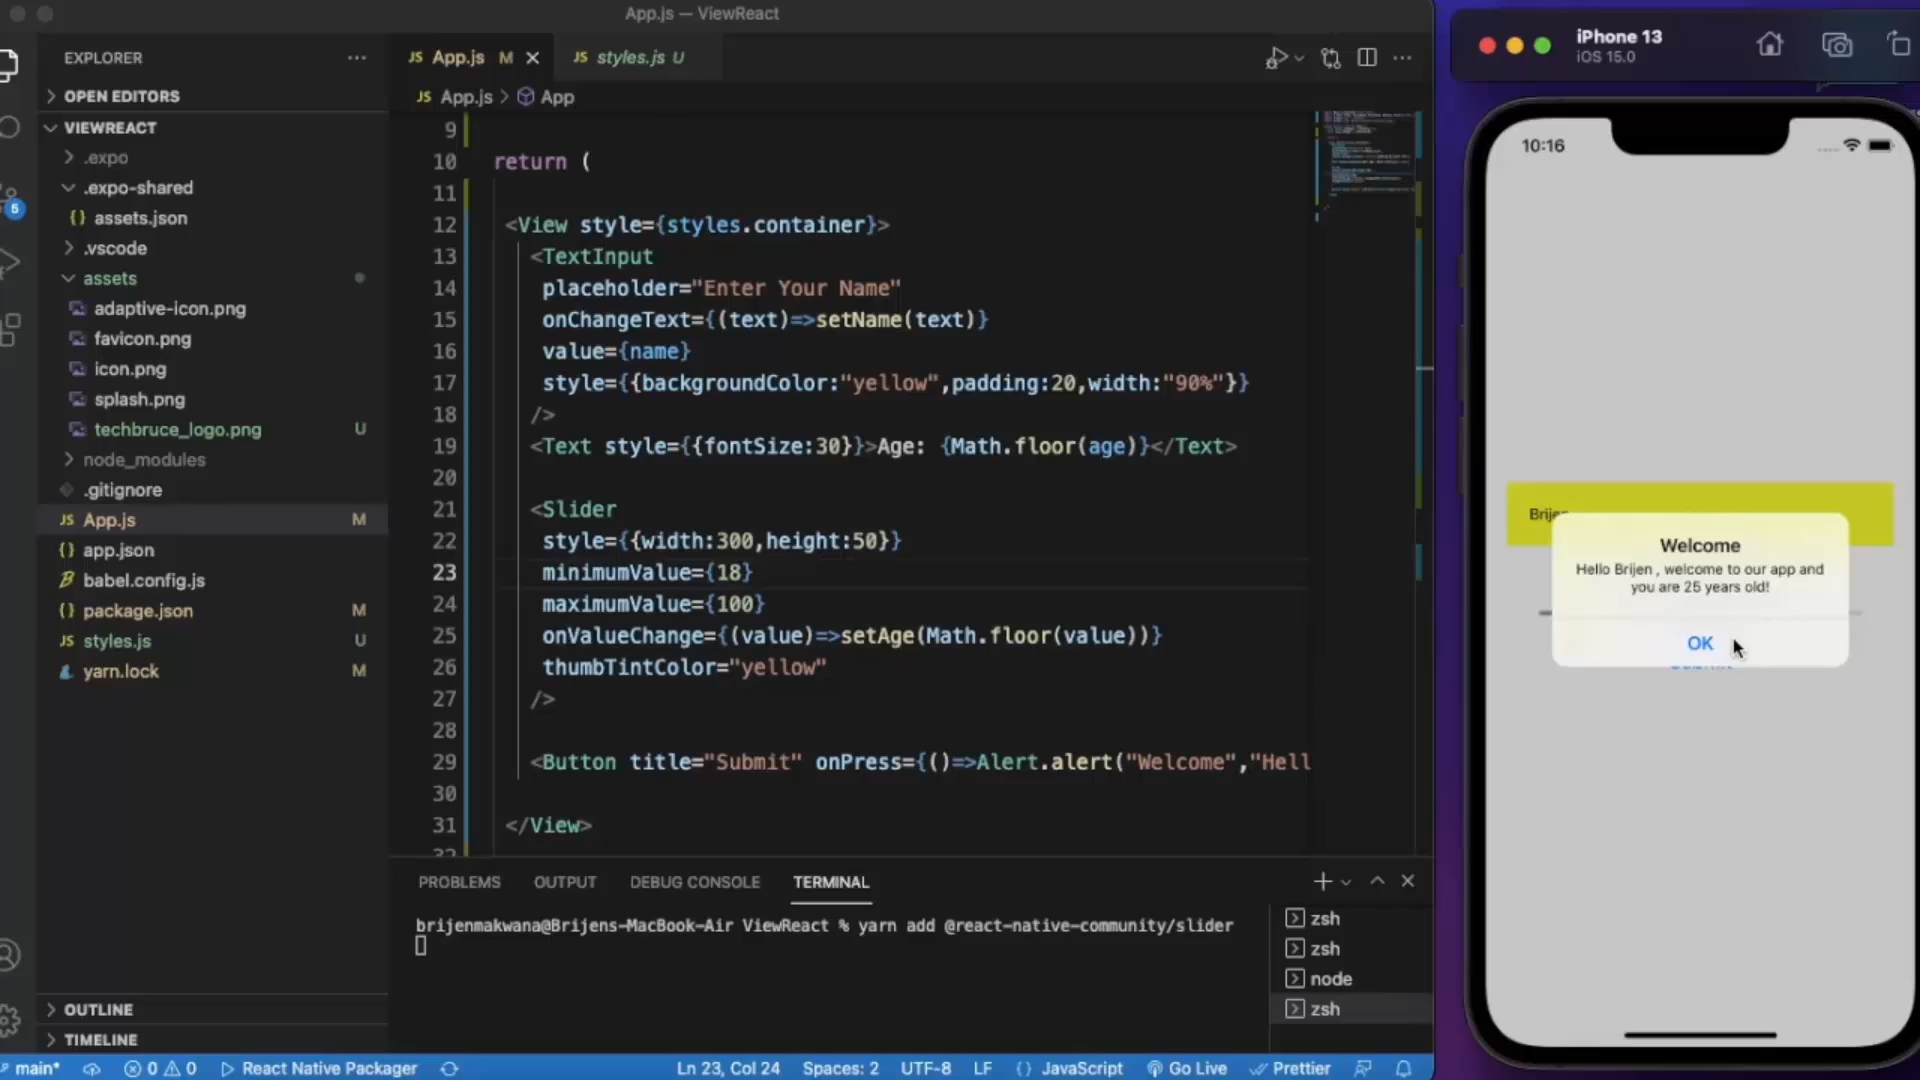 App.js — ViewReact
EXPLORER
OPEN EDITORS
VIEWREACT
.expo
.expo-shared
{} assets.json
.vscode
assets
adaptive-icon.png
favicon.png
icon.png
splash.png
techbruce_logo.png U
node_modules
.gitignore
JS App.js M
{} app.json
babel.config.js
{} package.json M
JS styles.js U
yarn.lock M
OUTLINE
TIMELINE
5
JS App.js M
JS styles.js U
JS App.js > App
9
10 return (
11
12 <View style={styles.container}>
13 <TextInput
14 placeholder="Enter Your Name"
15 onChangeText={(text)=>setName(text)}
16 value={name}
17 style={{backgroundColor:"yellow",padding:20,width:"90%"}}
18 />
19 <Text style={{fontSize:30}}>Age: {Math.floor(age)}</Text>
20
21 <Slider
22 style={{width:300,height:50}}
23 minimumValue={18}
24 maximumValue={100}
25 onValueChange={(value)=>setAge(Math.floor(value))}
26 thumbTintColor="yellow"
27 />
28
29 <Button title="Submit" onPress={()=>Alert.alert("Welcome","Hell
30
31 </View>
32
PROBLEMS OUTPUT DEBUG CONSOLE TERMINAL
brijenmakwana@Brijens-MacBook-Air ViewReact % yarn add @react-native-community/slider
zsh
zsh
node
zsh
main* 0 0 React Native Packager Ln 23, Col 24 Spaces: 2 UTF-8 LF {} JavaScript Go Live Prettier
iPhone 13
iOS 15.0
10:16
Brijen
Welcome
Hello Brijen , welcome to our app and
you are 25 years old!
OK